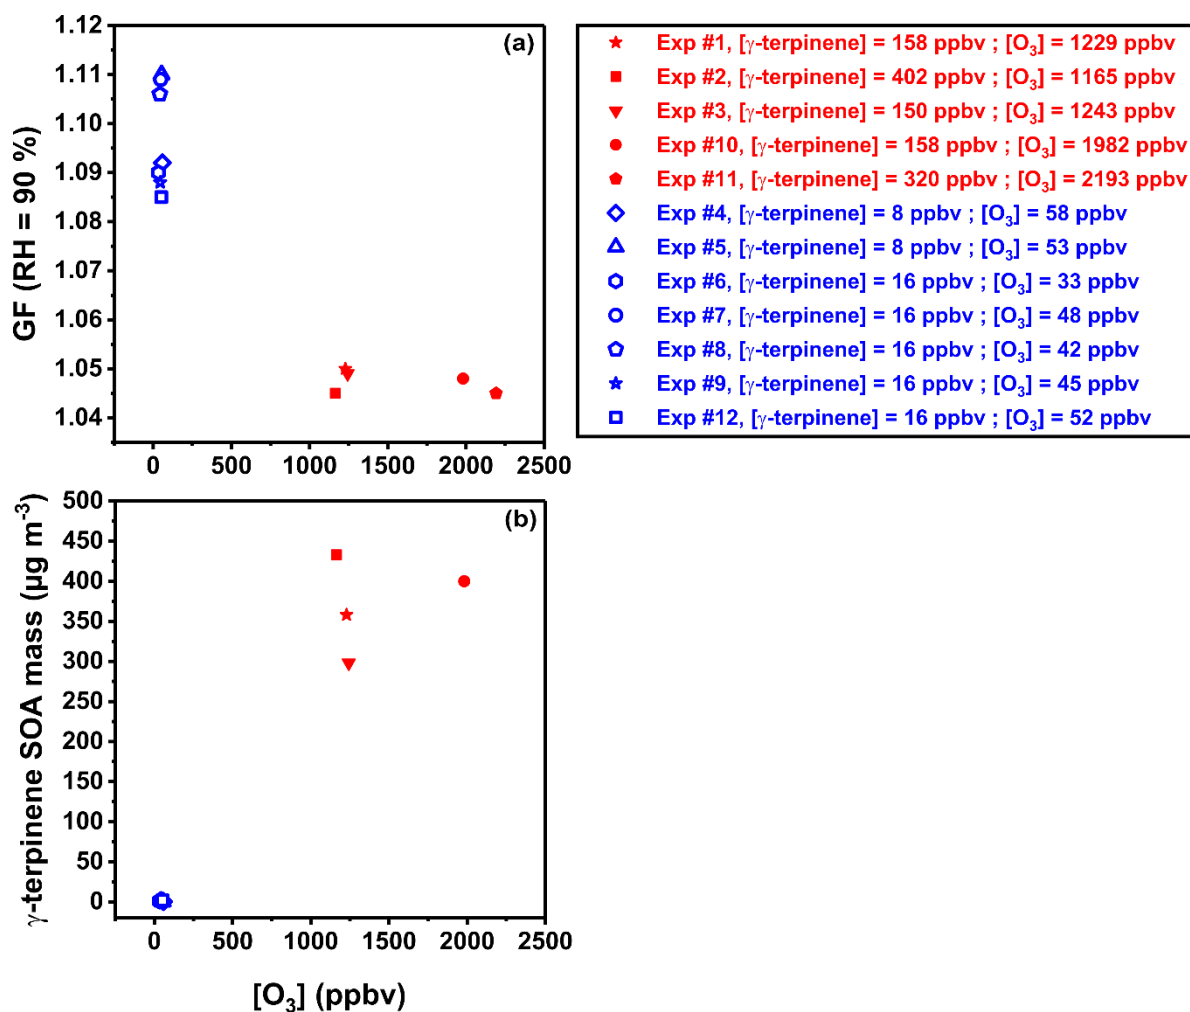 1.12
1.11
1.10
1.09
1.08
1.07
1.06
1.05
1.04
GF (RH = 90 %)
(a)
0 500 1000 1500 2000 2500
Exp #1, [γ-terpinene] = 158 ppbv ; [O₃] = 1229 ppbv
Exp #2, [γ-terpinene] = 402 ppbv ; [O₃] = 1165 ppbv
Exp #3, [γ-terpinene] = 150 ppbv ; [O₃] = 1243 ppbv
Exp #10, [γ-terpinene] = 158 ppbv ; [O₃] = 1982 ppbv
Exp #11, [γ-terpinene] = 320 ppbv ; [O₃] = 2193 ppbv
Exp #4, [γ-terpinene] = 8 ppbv ; [O₃] = 58 ppbv
Exp #5, [γ-terpinene] = 8 ppbv ; [O₃] = 53 ppbv
Exp #6, [γ-terpinene] = 16 ppbv ; [O₃] = 33 ppbv
Exp #7, [γ-terpinene] = 16 ppbv ; [O₃] = 48 ppbv
Exp #8, [γ-terpinene] = 16 ppbv ; [O₃] = 42 ppbv
Exp #9, [γ-terpinene] = 16 ppbv ; [O₃] = 45 ppbv
Exp #12, [γ-terpinene] = 16 ppbv ; [O₃] = 52 ppbv
500
450
400
350
300
250
200
150
100
50
0
γ-terpinene SOA mass (µg m⁻³)
(b)
0 500 1000 1500 2000 2500
[O₃] (ppbv)